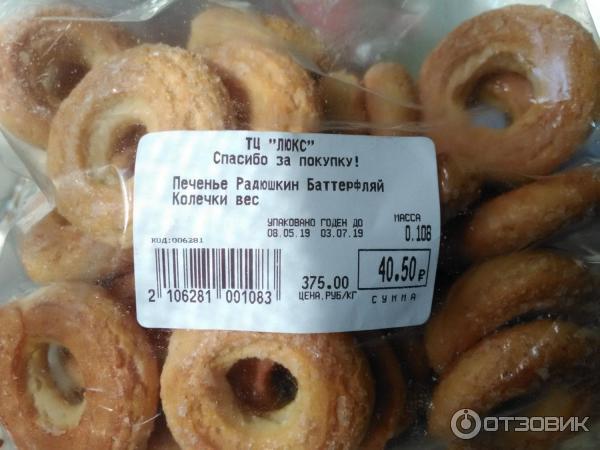 ТЦ "ЛЮКС"
Спасибо за покупку!
Печенье Радюшкин Баттерфляй
Колечки вес
УПАКОВАНО ГОДЕН ДО МАССА
08.05.19 03.07.19 0.108
КОД:006281
375.00 40.50₽
ЦЕНА,РУБ/КГ СУММА
2 106281 001083
ОТЗОВИК